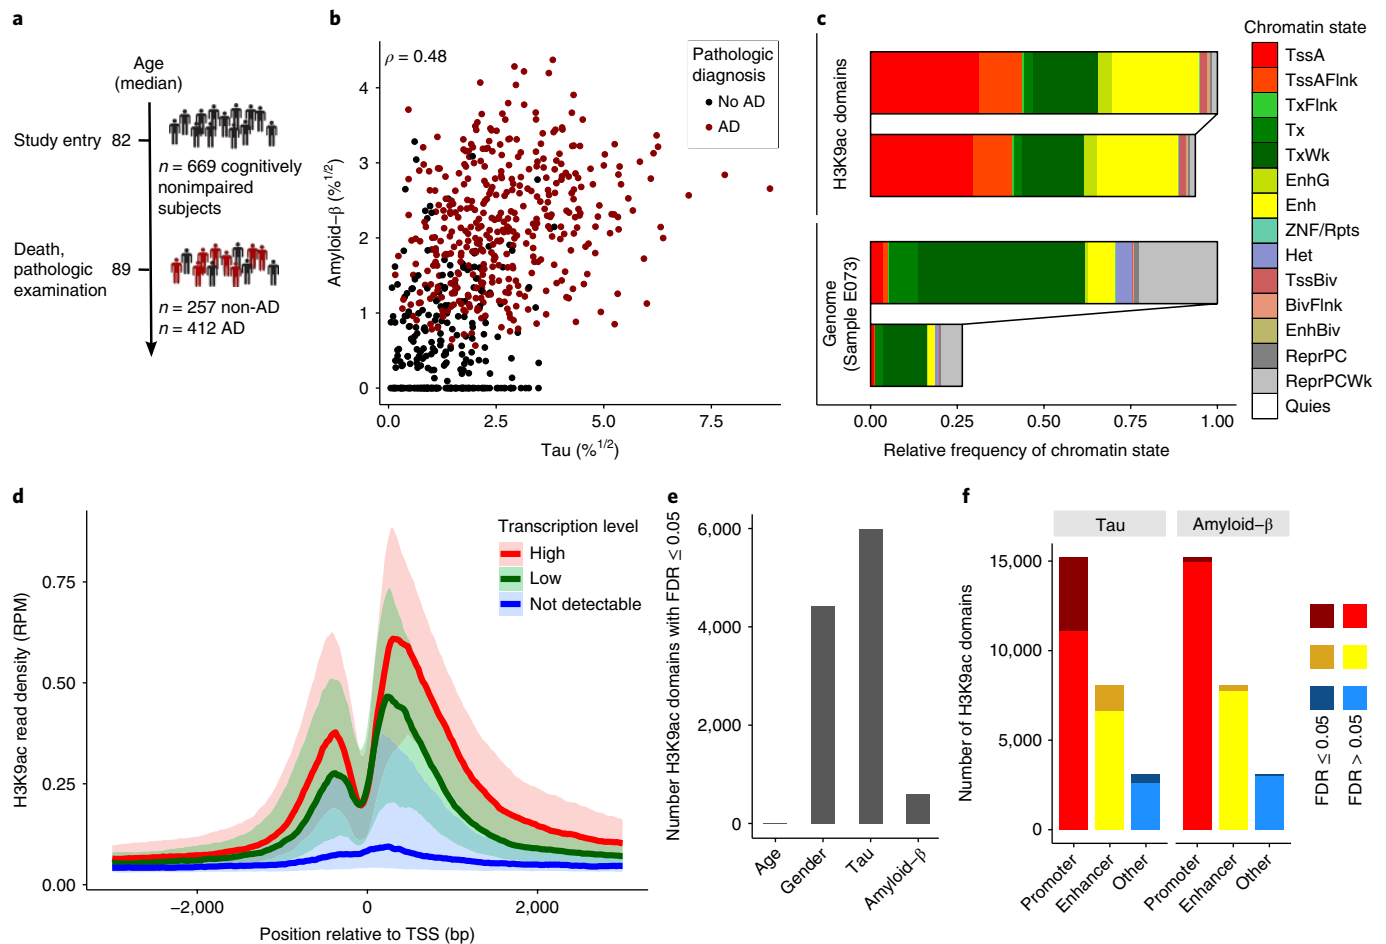 a
Age
(median)
Study entry
82
n = 669 cognitively
nonimpaired
subjects
Death,
pathologic
examination
89
n = 257 non-AD
n = 412 AD
b
ρ = 0.48
Pathologic
diagnosis
No AD
AD
Amyloid–β (%1/2)
4
3
2
1
0
0.0
2.5
5.0
7.5
Tau (%1/2)
c
H3K9ac domains
Genome
(Sample E073)
0.00
0.25
0.50
0.75
1.00
Relative frequency of chromatin state
Chromatin state
TssA
TssAFlnk
TxFlnk
Tx
TxWk
EnhG
Enh
ZNF/Rpts
Het
TssBiv
BivFlnk
EnhBiv
ReprPC
ReprPCWk
Quies
d
H3K9ac read density (RPM)
0.75
0.50
0.25
0.00
Transcription level
High
Low
Not detectable
−2,000
0
2,000
Position relative to TSS (bp)
e
Number H3K9ac domains with FDR ≤ 0.05
6,000
4,000
2,000
0
Age
Gender
Tau
Amyloid–β
f
Number of H3K9ac domains
Tau
Amyloid–β
15,000
10,000
5,000
0
Promoter
Enhancer
Other
Promoter
Enhancer
Other
FDR ≤ 0.05
FDR > 0.05